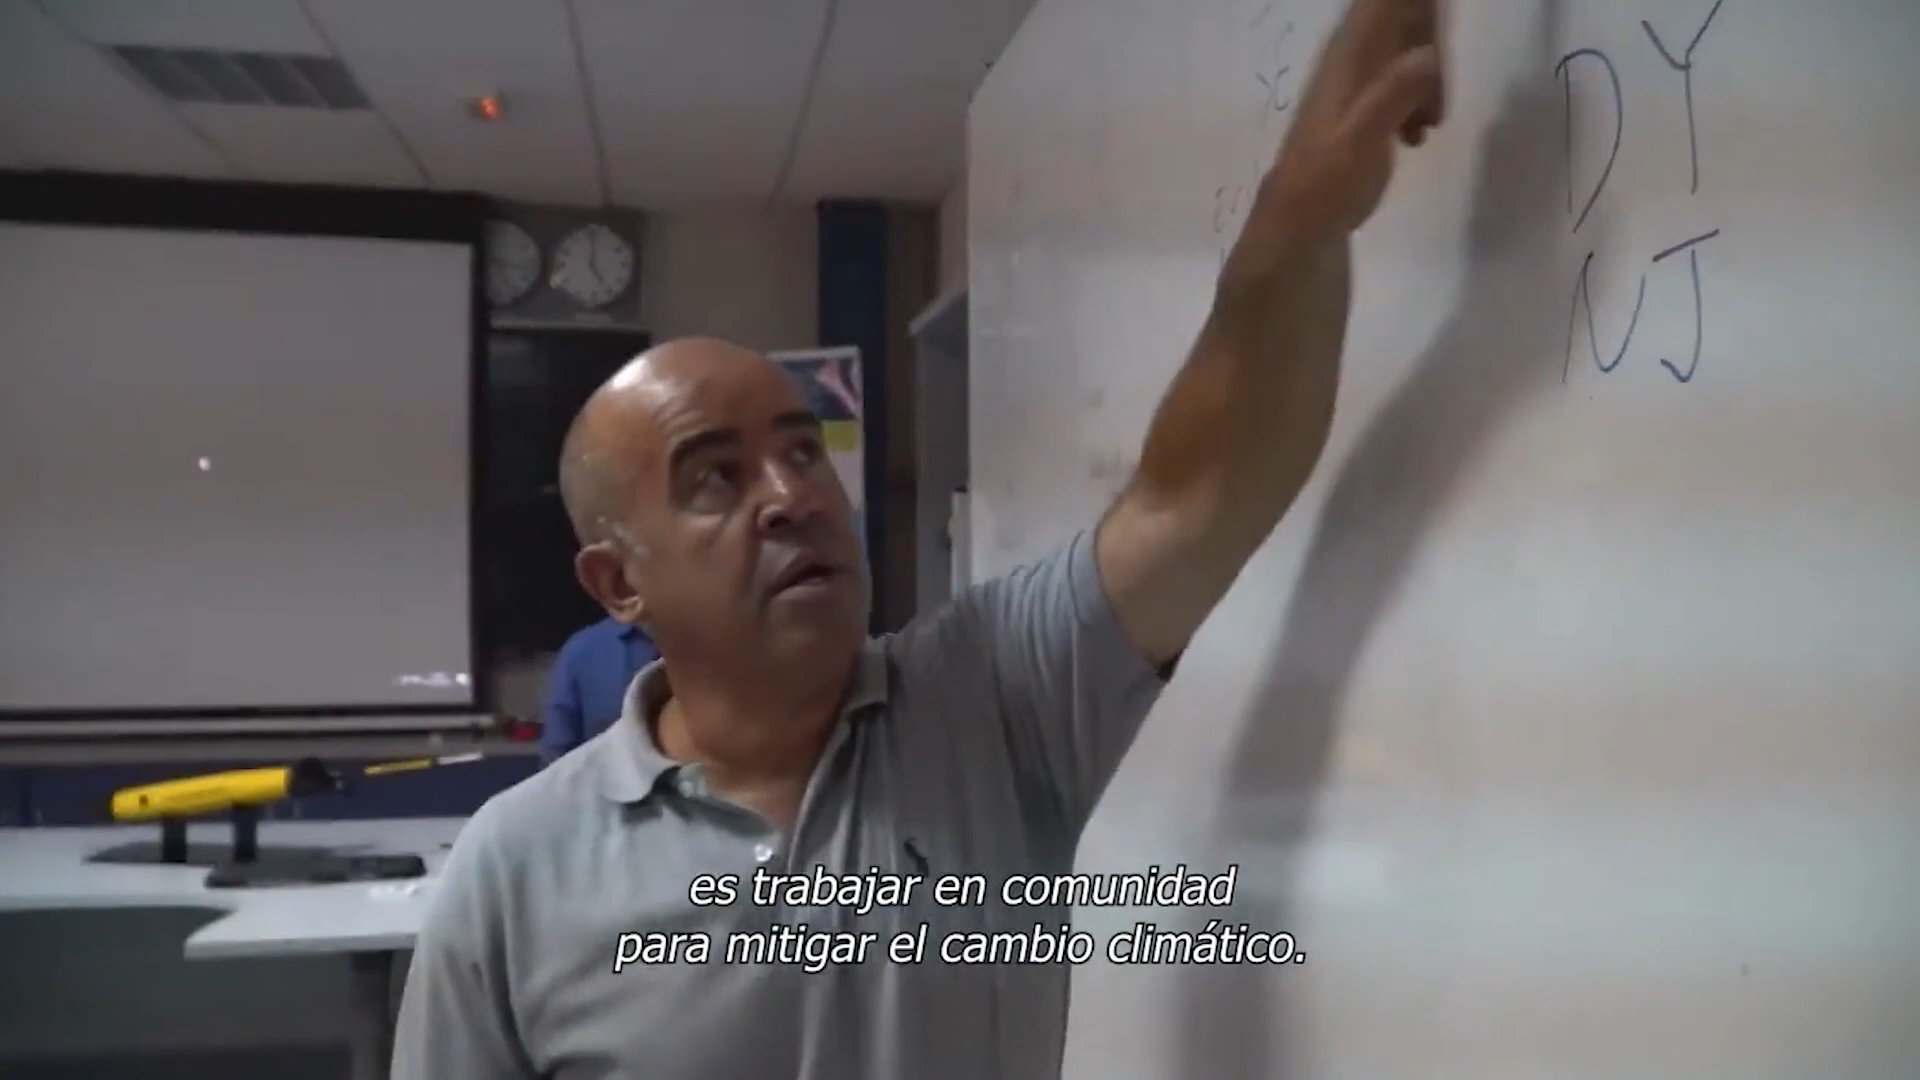 DY
NJ
es trabajar en comunidad
para mitigar el cambio climático.